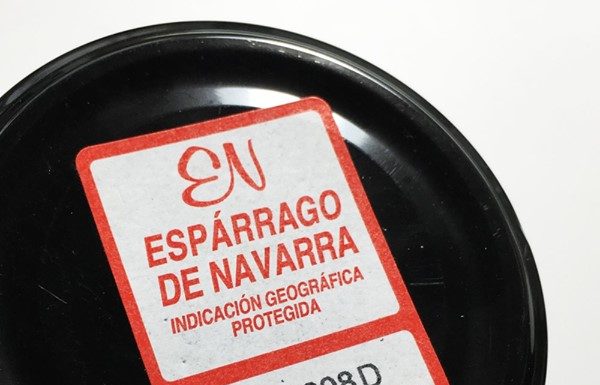 EN
ESPÁRRAGO
DE NAVARRA
INDICACIÓN GEOGRÁFICA
PROTEGIDA